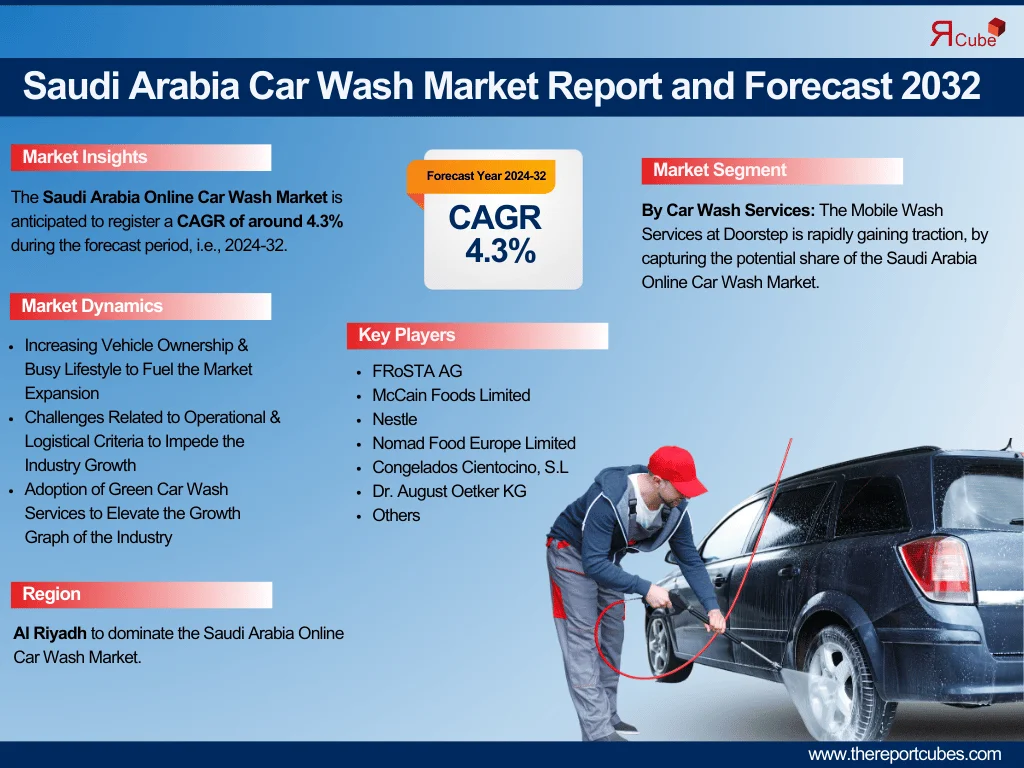 ЯCube
Saudi Arabia Car Wash Market Report and Forecast 2032
Market Insights
The Saudi Arabia Online Car Wash Market is
anticipated to register a CAGR of around 4.3%
during the forecast period, i.e., 2024-32.
Market Dynamics
• Increasing Vehicle Ownership &
Busy Lifestyle to Fuel the Market
Expansion
• Challenges Related to Operational &
Logistical Criteria to Impede the
Industry Growth
• Adoption of Green Car Wash
Services to Elevate the Growth
Graph of the Industry
Region
Al Riyadh to dominate the Saudi Arabia Online
Car Wash Market.
Forecast Year 2024-32
CAGR
4.3%
Key Players
• FRoSTA AG
• McCain Foods Limited
• Nestle
• Nomad Food Europe Limited
• Congelados Cientocino, S.L
• Dr. August Oetker KG
• Others
Market Segment
By Car Wash Services: The Mobile Wash
Services at Doorstep is rapidly gaining traction, by
capturing the potential share of the Saudi Arabia
Online Car Wash Market.
www.thereportcubes.com